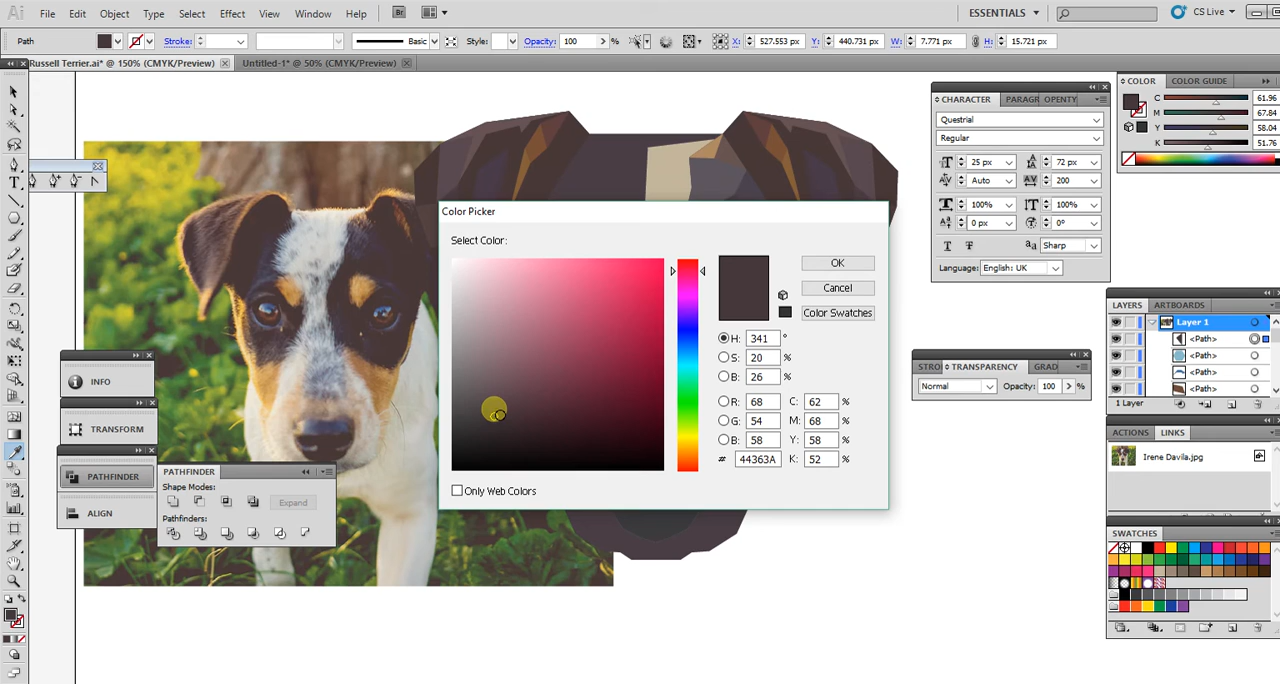 Ai File Edit Object Type Select Effect View Window Help Br ESSENTIALS CS Live
Path Stroke: Basic Style: Opacity: 100 X: 527.553 px Y: 440.731 px W: 7.771 px H: 15.721 px
Russell Terrier.ai* @ 150% (CMYK/Preview) Untitled-1* @ 50% (CMYK/Preview)
COLOR COLOR GUIDE
C 61.96
M 67.84
Y 58.04
K 51.76
CHARACTER PARAGR OPENTY
Questrial
Regular
25 px 72 px
Auto 200
100% 100%
0 px 0°
T T aa Sharp
Language: English: UK
Color Picker
Select Color:
OK
Cancel
Color Swatches
H: 341 °
S: 20 %
B: 26 %
R: 68 C: 62 %
G: 54 M: 68 %
B: 58 Y: 58 %
# 44363A K: 52 %
Only Web Colors
LAYERS ARTBOARDS
Layer 1
<Path>
<Path>
<Path>
<Path>
1 Layer
STRO TRANSPARENCY GRAD
Normal Opacity: 100 %
ACTIONS LINKS
Irene Davila.jpg
SWATCHES
INFO
TRANSFORM
PATHFINDER
ALIGN
PATHFINDER
Shape Modes:
Expand
Pathfinders: